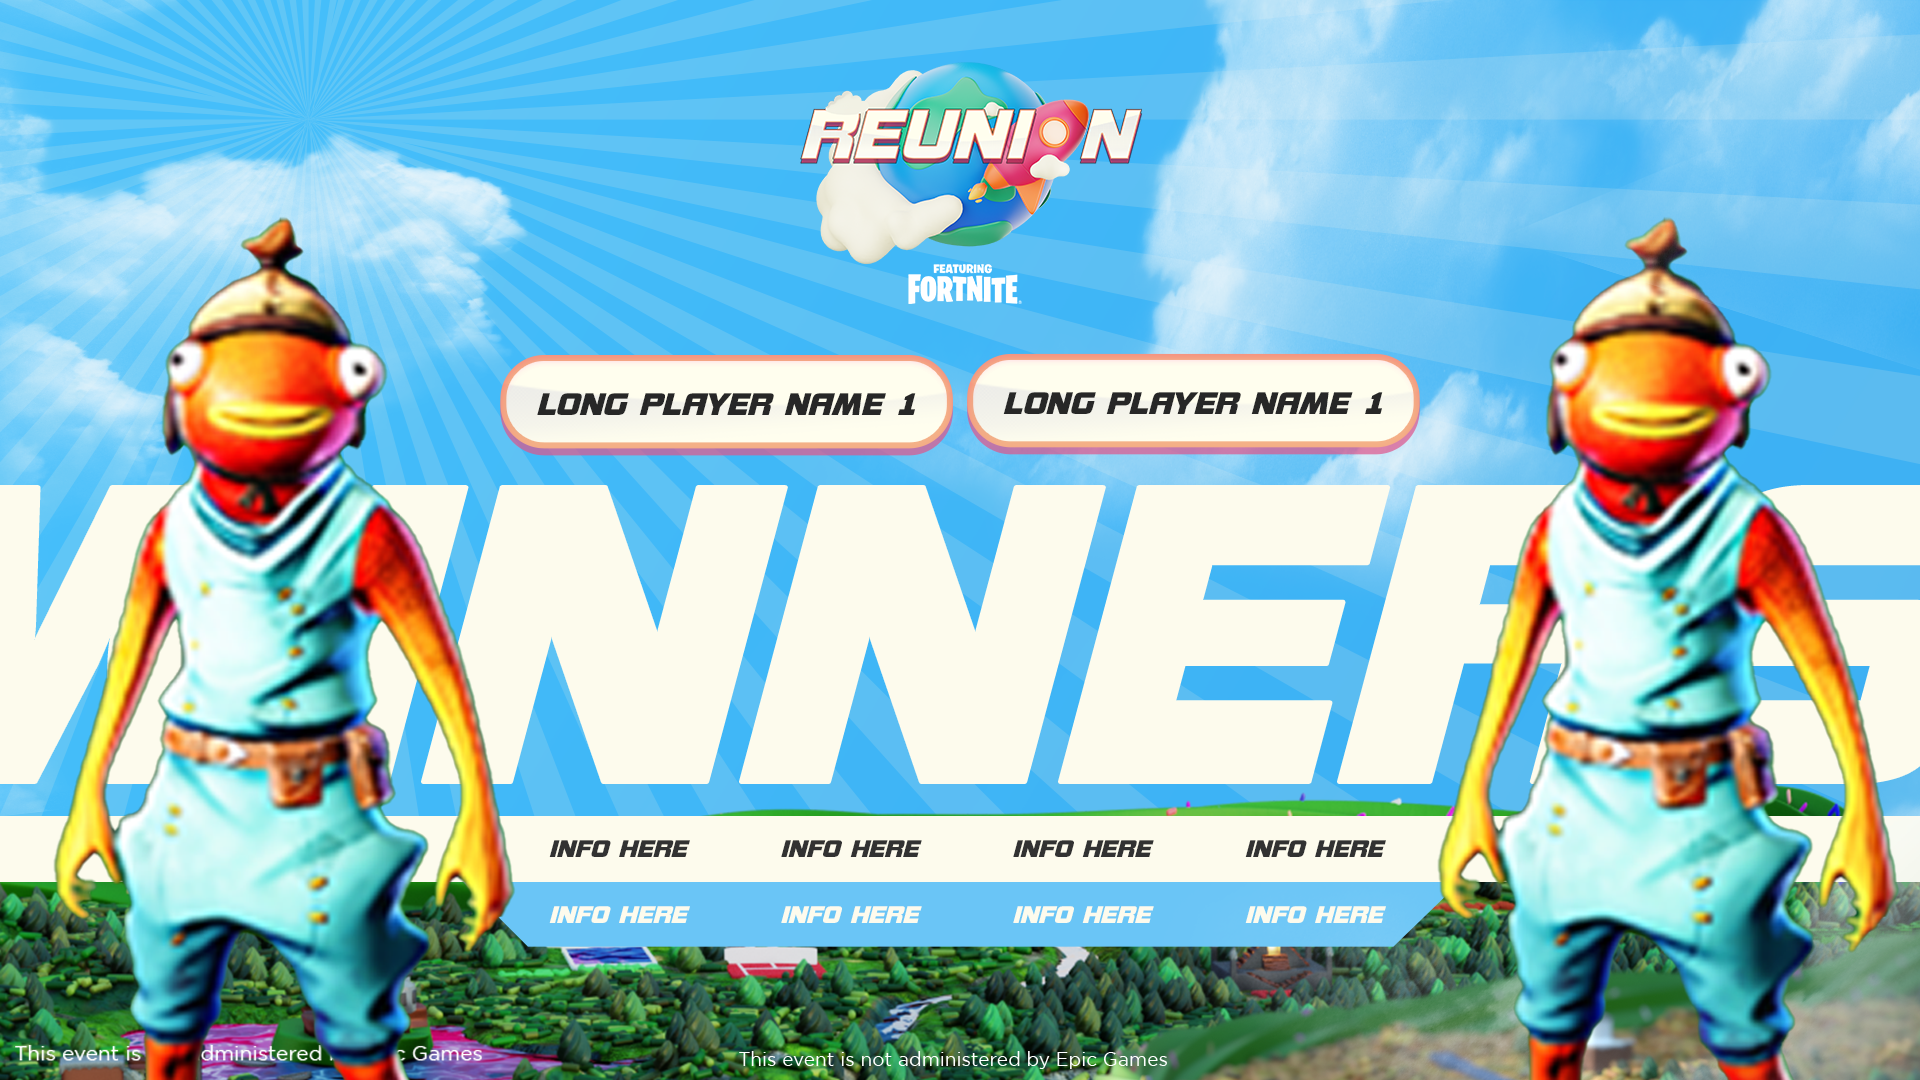 REUNION
FEATURING
FORTNITE
LONG PLAYER NAME 1 LONG PLAYER NAME 1
WINNERS
INFO HERE INFO HERE INFO HERE INFO HERE
INFO HERE INFO HERE INFO HERE INFO HERE
This event is dministered c Games
This event is not administered by Epic Games